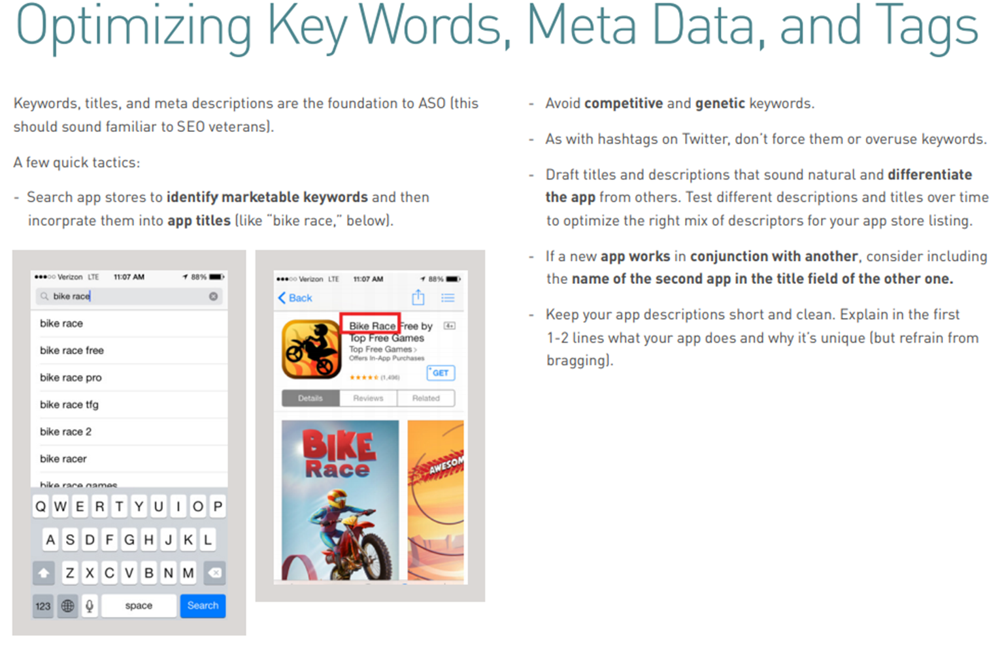 Optimizing Key Words, Meta Data, and Tags
Keywords, titles, and meta descriptions are the foundation to ASO (this
should sound familiar to SEO veterans).
A few quick tactics:
- Search app stores to identify marketable keywords and then
incorprate them into app titles (like “bike race,” below).
Verizon LTE 11:07 AM 88%
bike race
bike race
bike race free
bike race pro
bike race tfg
bike race 2
bike racer
bike race games
Q W E R T Y U I O P
A S D F G H J K L
Z X C V B N M
123 space Search
Verizon LTE 11:07 AM 88%
Back
Bike Race Free by 4+
Top Free Games
Top Free Games >
Offers In-App Purchases
(1,496) + GET
Details Reviews Related
BIKE
Race
AWESOM
- Avoid competitive and genetic keywords.
- As with hashtags on Twitter, don’t force them or overuse keywords.
- Draft titles and descriptions that sound natural and differentiate
the app from others. Test different descriptions and titles over time
to optimize the right mix of descriptors for your app store listing.
- If a new app works in conjunction with another, consider including
the name of the second app in the title field of the other one.
- Keep your app descriptions short and clean. Explain in the first
1-2 lines what your app does and why it’s unique (but refrain from
bragging).